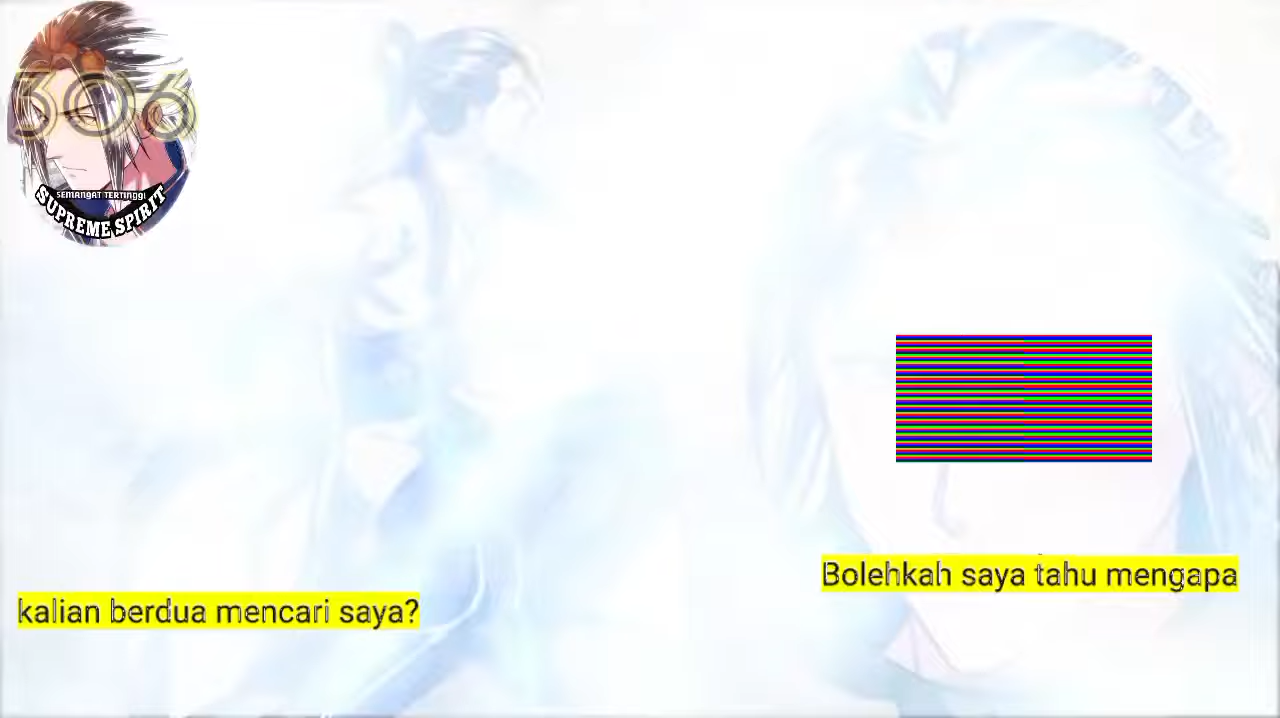 306
SEMANGAT TERTINGGI
SUPREME SPIRIT
Bolehkah saya tahu mengapa
kalian berdua mencari saya?